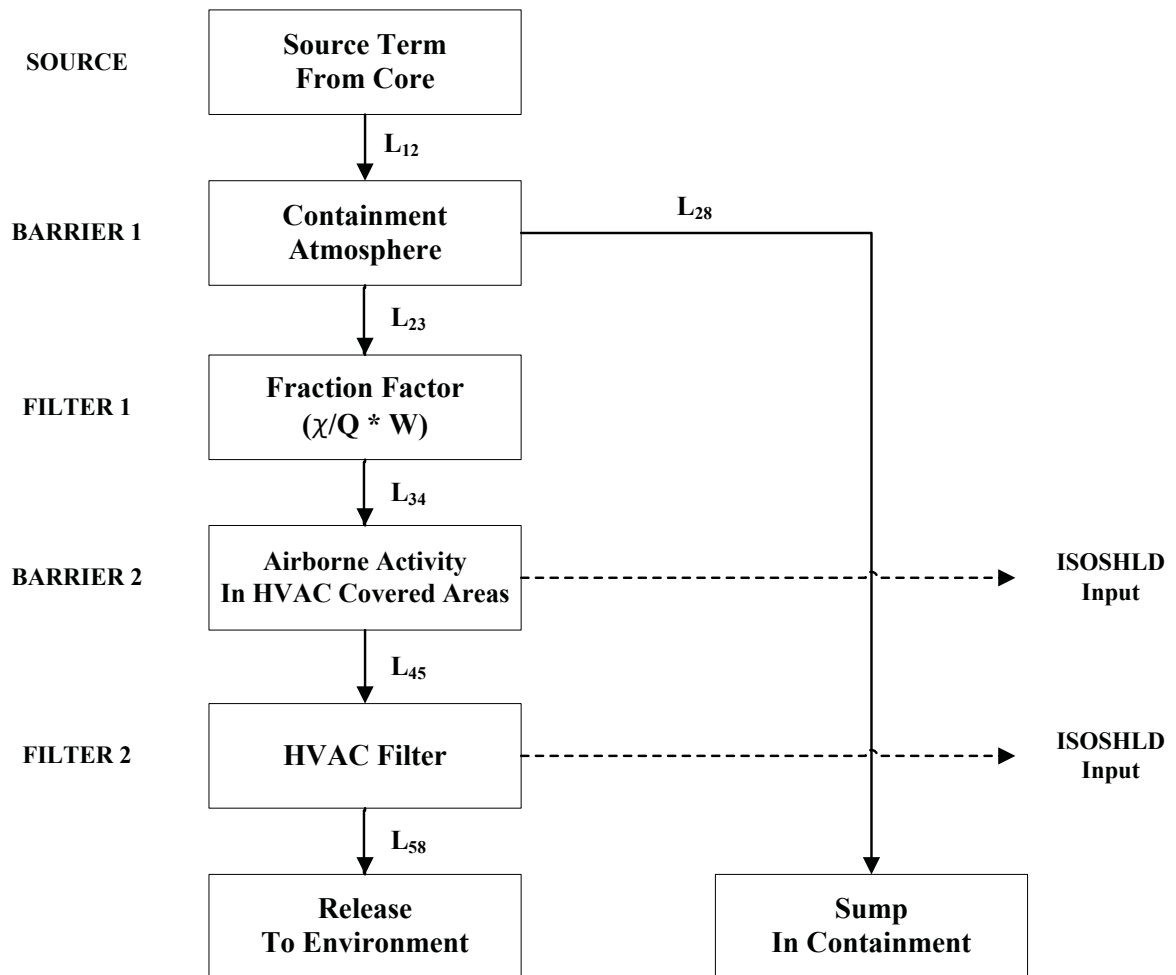 SOURCE
Source Term
From Core
L₁₂
BARRIER 1
Containment
Atmosphere
L₂₈
L₂₃
FILTER 1
Fraction Factor
(χ/Q * W)
L₃₄
BARRIER 2
Airborne Activity
In HVAC Covered Areas
ISOSHLD
Input
L₄₅
FILTER 2
HVAC Filter
ISOSHLD
Input
L₅₈
Release
To Environment
Sump
In Containment